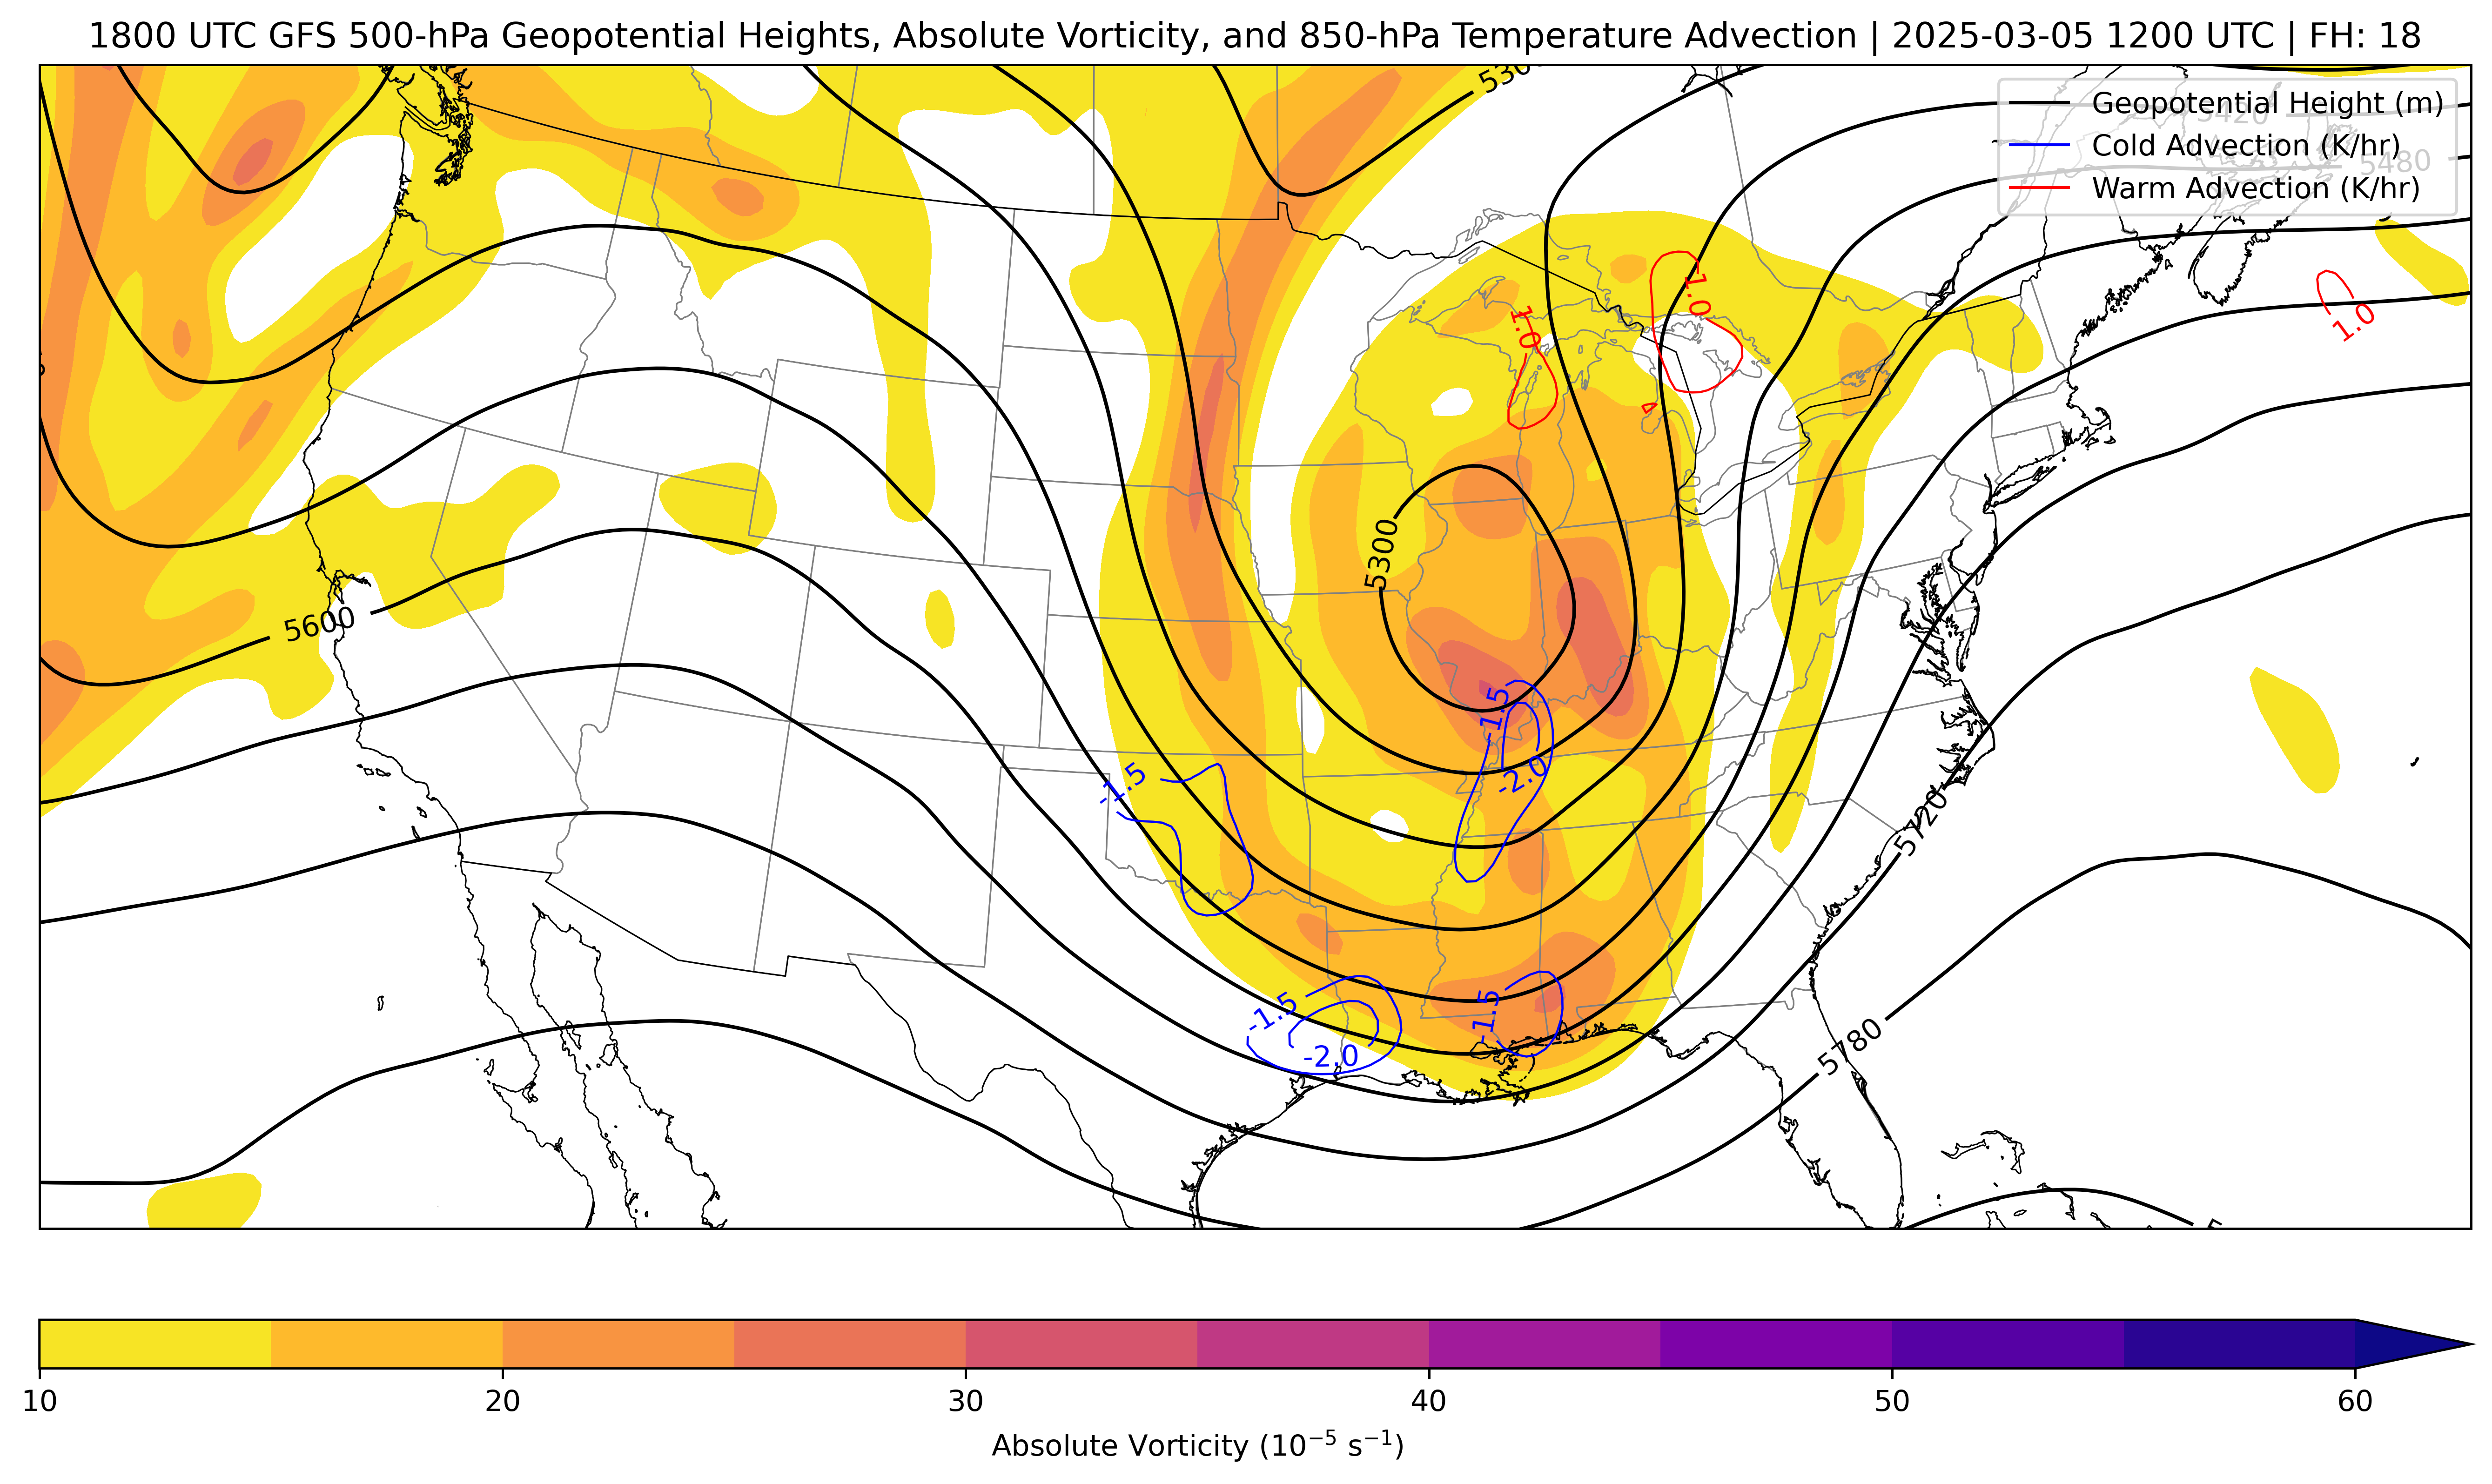 1800 UTC GFS 500-hPa Geopotential Heights, Absolute Vorticity, and 850-hPa Temperature Advection | 2025-03-05 1200 UTC | FH: 18
Geopotential Height (m)
Cold Advection (K/hr)
Warm Advection (K/hr)
5420
5480
1.0
1.0
1.0
5300
5600
-1.5
-2.0
-1.5
5720
-1.5
-2.0
-1.5
5780
10 20 30 40 50 60
Absolute Vorticity (10⁻⁵ s⁻¹)